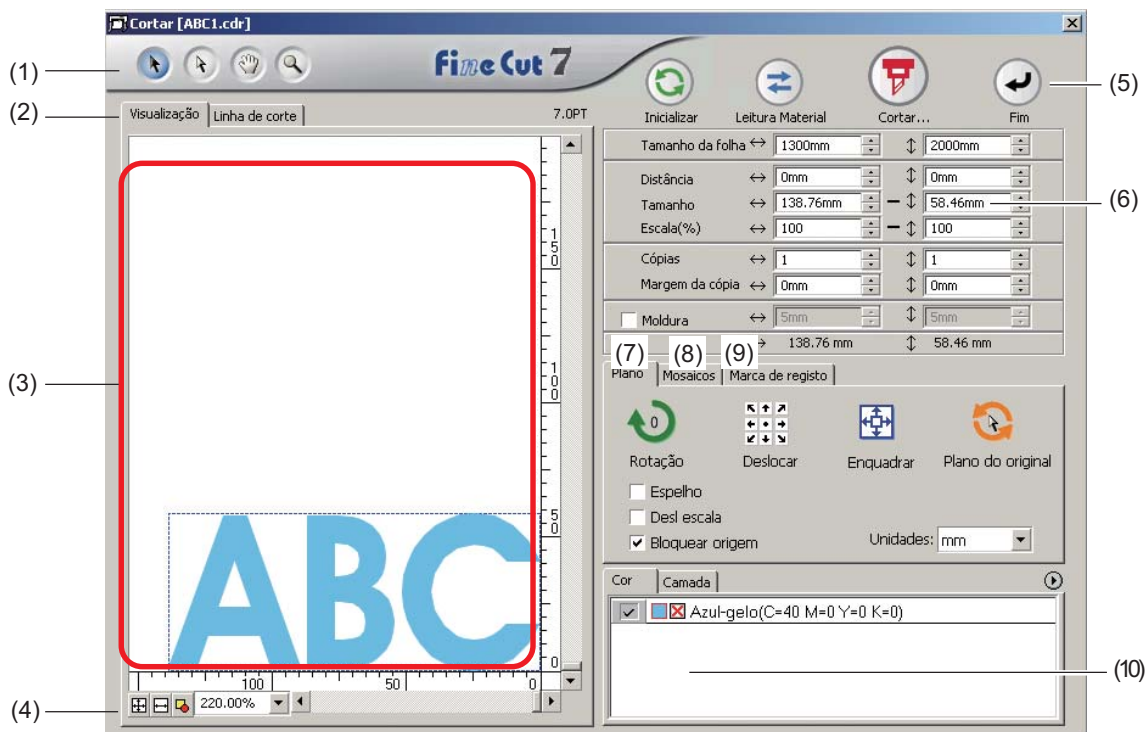 Cortar [ABC1.cdr]
(1)
FineCut 7
(5)
Inicializar Leitura Material Cortar... Fim
(2)
Visualização Linha de corte 7.0PT
Tamanho da folha 1300mm 2000mm
Distância 0mm 0mm
Tamanho 138.76mm 58.46mm
(6)
Escala(%) 100 100
Cópias 1 1
Margem da cópia 0mm 0mm
Moldura 5mm 5mm
138.76 mm 58.46 mm
(7) (8) (9)
Plano Mosaicos Marca de registo
(3)
150
100
50
0
0
Rotação Deslocar Enquadrar Plano do original
Espelho
Desl escala
Bloquear origem Unidades: mm
ABC
Cor Camada
Azul-gelo(C=40 M=0 Y=0 K=0)
(10)
100 50 0
(4)
220.00%